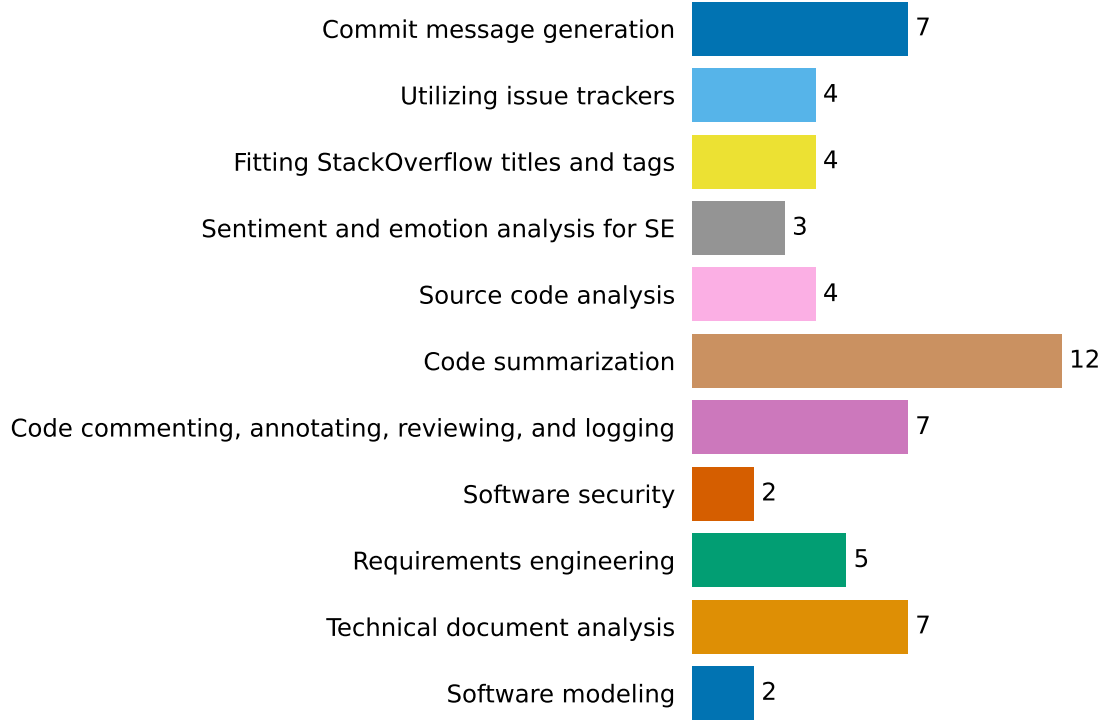 Commit message generation 7
Utilizing issue trackers 4
Fitting StackOverflow titles and tags 4
Sentiment and emotion analysis for SE 3
Source code analysis 4
Code summarization 12
Code commenting, annotating, reviewing, and logging 7
Software security 2
Requirements engineering 5
Technical document analysis 7
Software modeling 2